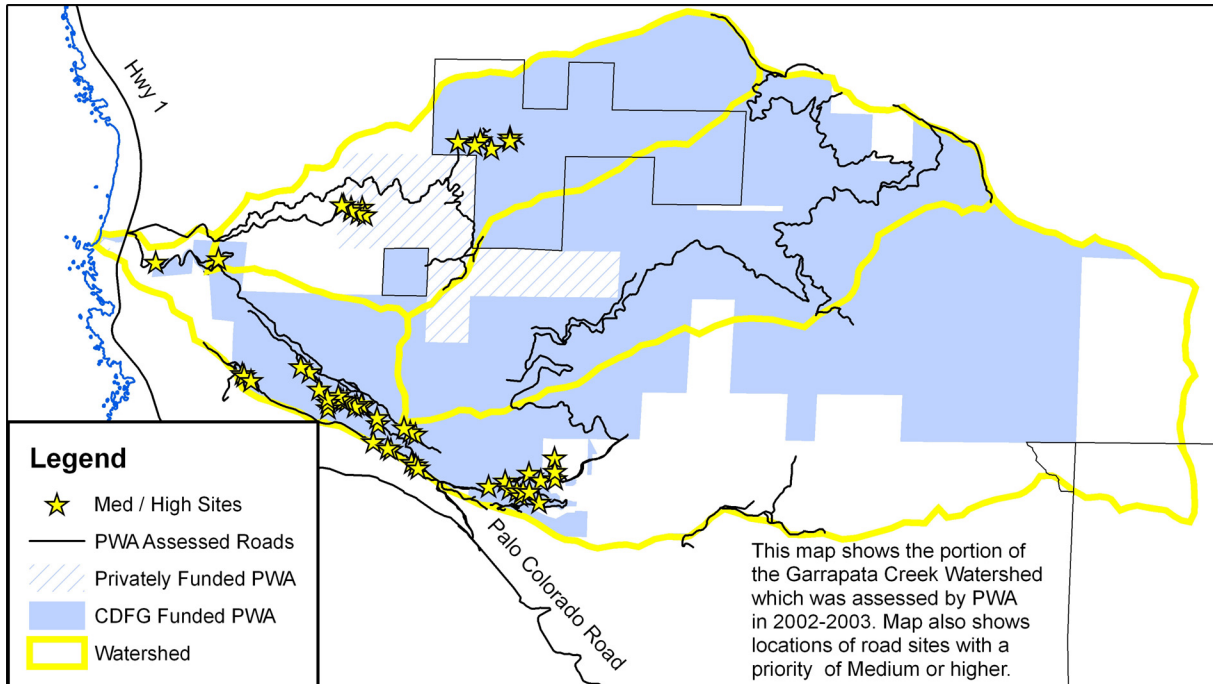 Hwy 1
Legend
Med / High Sites
PWA Assessed Roads
Privately Funded PWA
CDFG Funded PWA
Watershed
Palo Colorado Road
This map shows the portion of
the Garrapata Creek Watershed
which was assessed by PWA
in 2002-2003. Map also shows
locations of road sites with a
priority of Medium or higher.